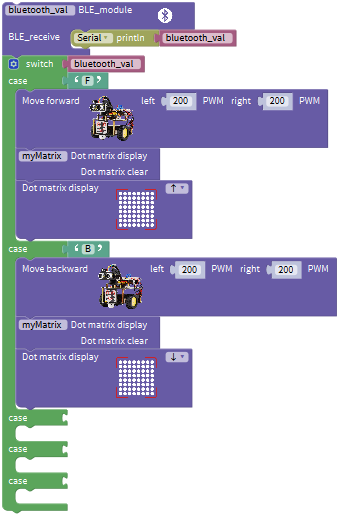 bluetooth_val BLE_module
BLE_receive Serial println bluetooth_val
switch bluetooth_val
case “ F ”
Move forward left 200 PWM right 200 PWM
myMatrix Dot matrix display
Dot matrix clear
Dot matrix display ↑
case “ B ”
Move backward left 200 PWM right 200 PWM
myMatrix Dot matrix display
Dot matrix clear
Dot matrix display ↓
case
case
case